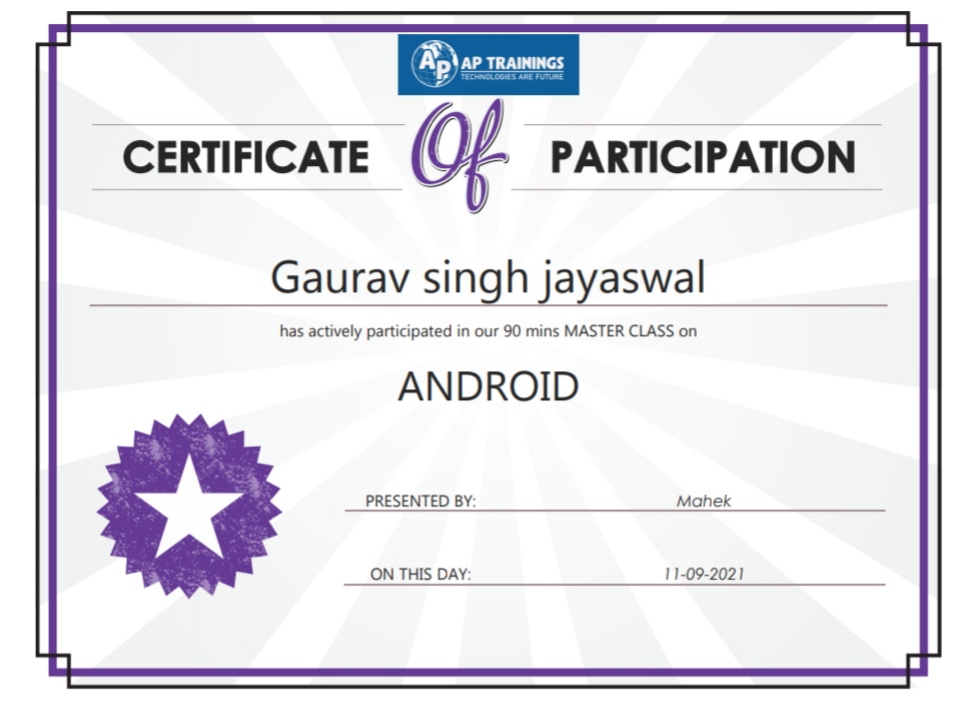 AP
AP TRAININGS
TECHNOLOGIES ARE FUTURE
CERTIFICATE Of PARTICIPATION
Gaurav singh jayaswal
has actively participated in our 90 mins MASTER CLASS on
ANDROID
PRESENTED BY: Mahek
ON THIS DAY: 11-09-2021